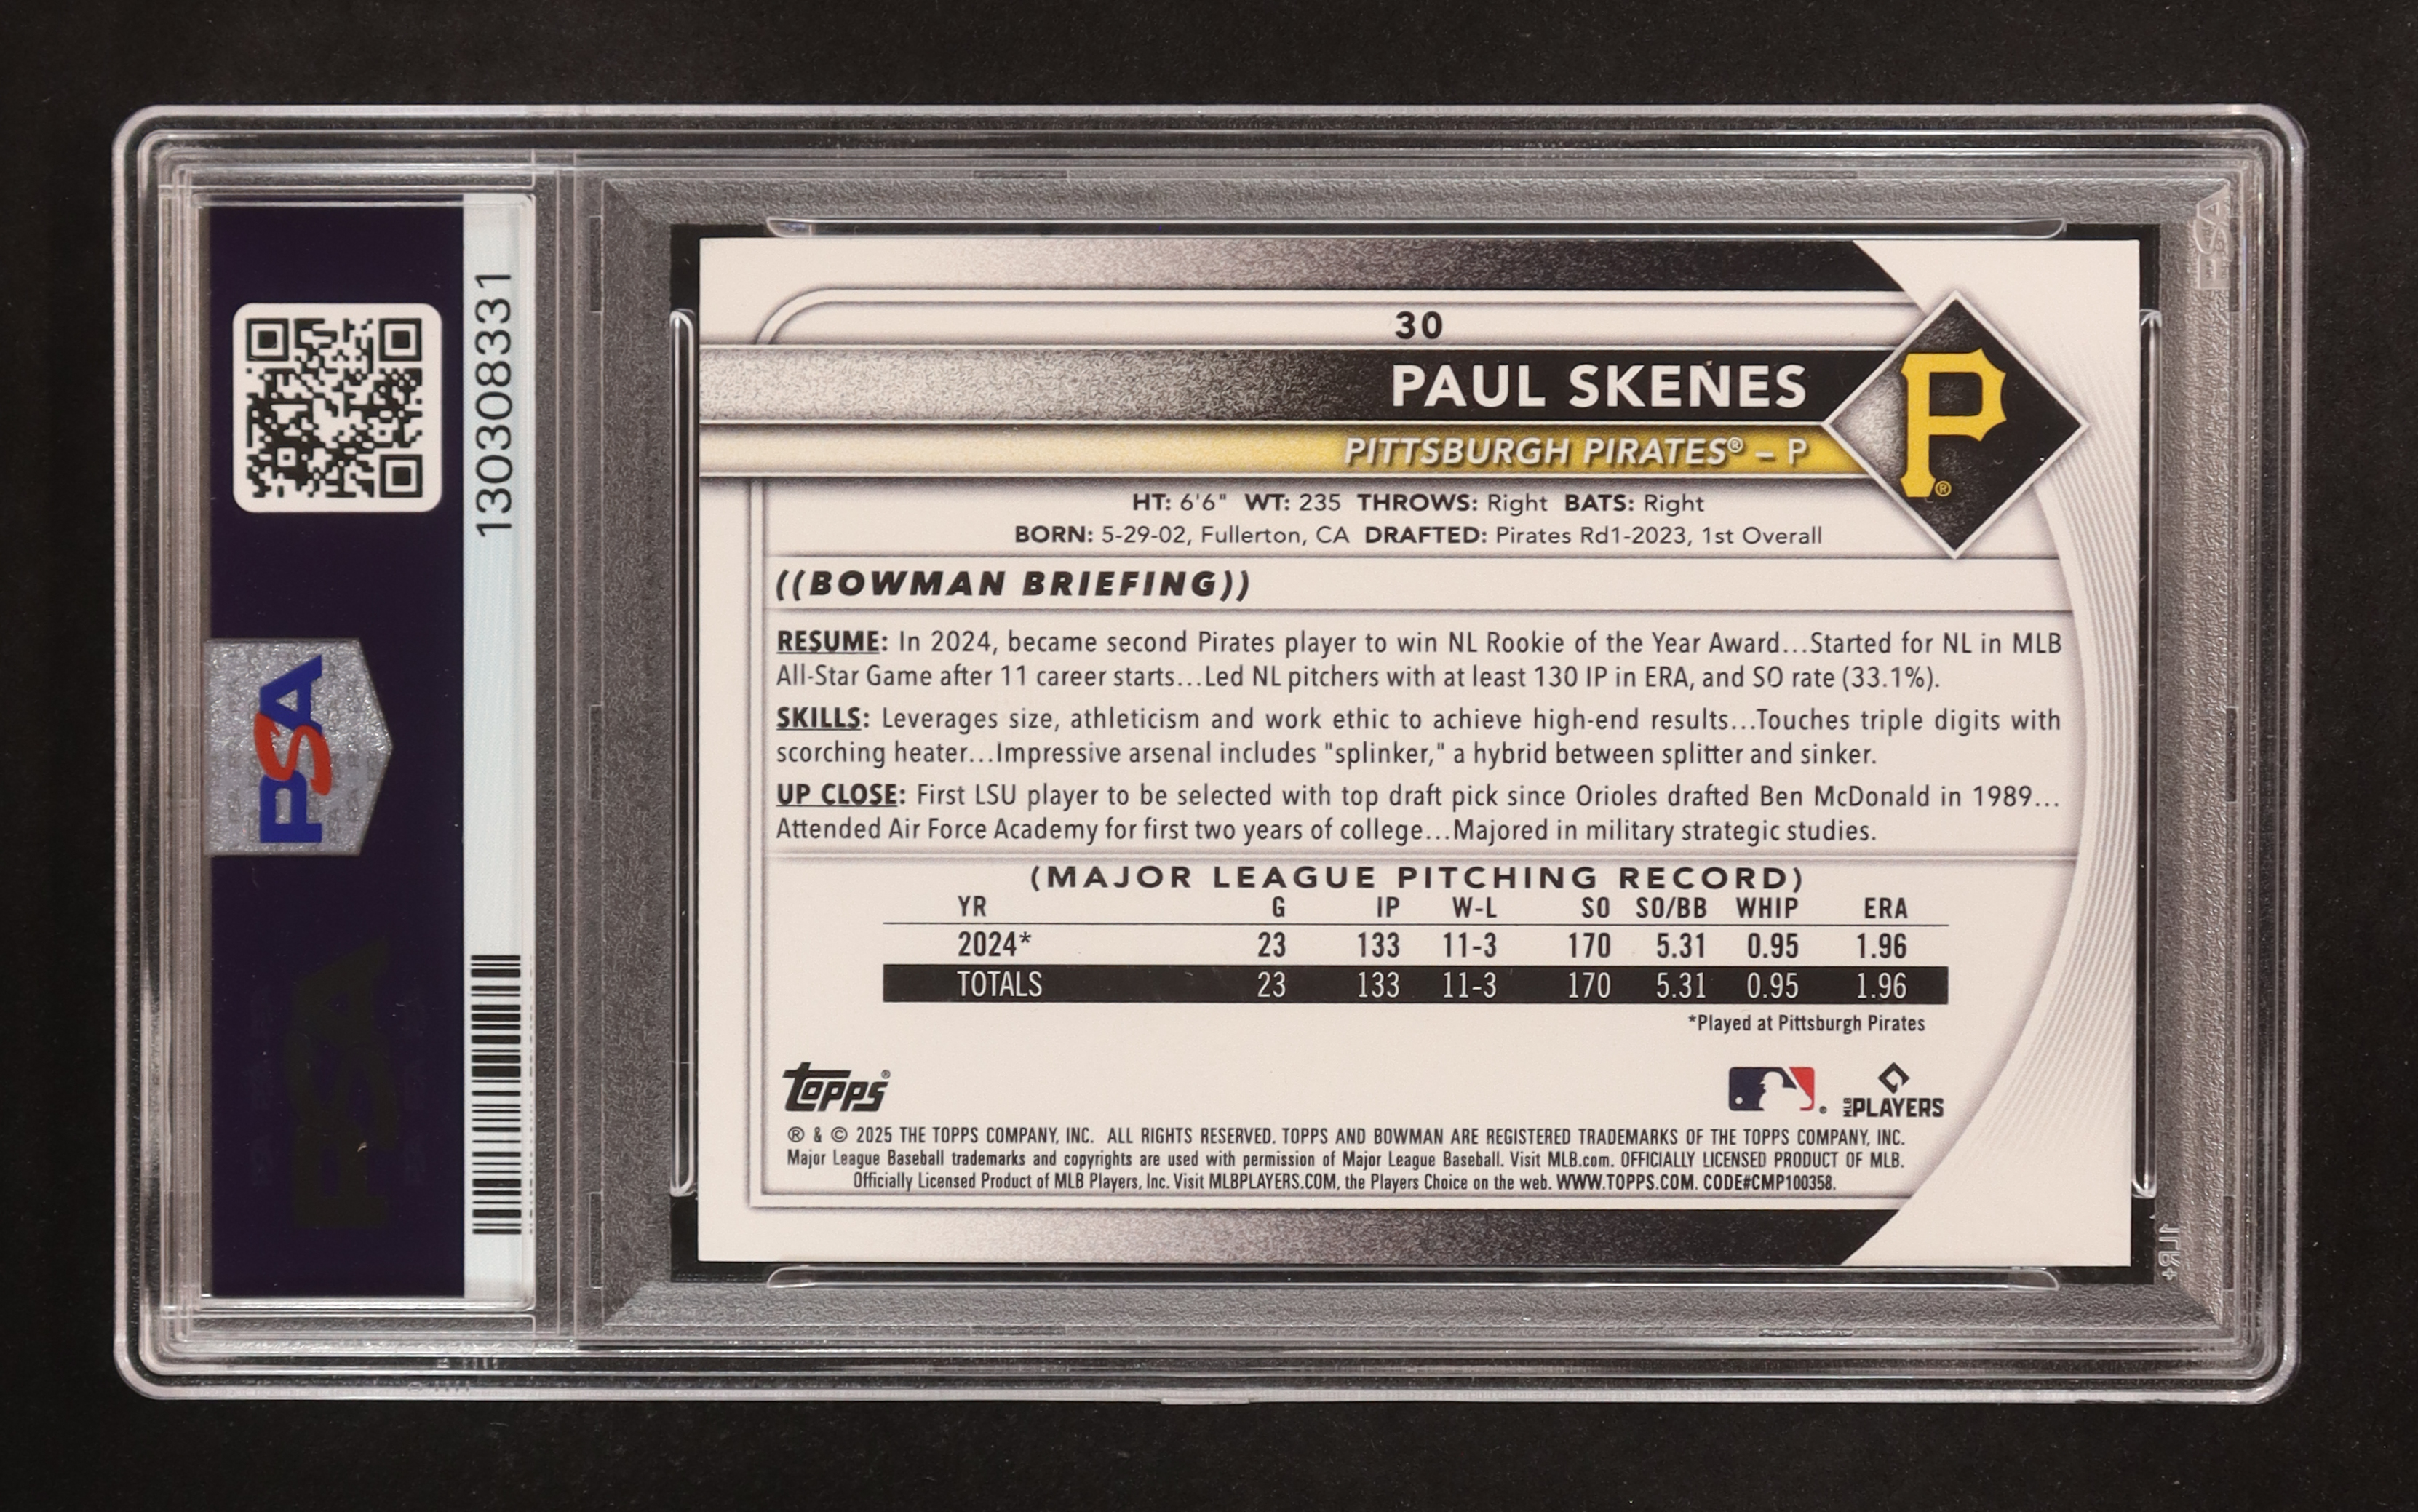 130308331
PSA
30
PAUL SKENES
PITTSBURGH PIRATES® – P
P®
HT: 6'6" WT: 235 THROWS: Right BATS: Right
BORN: 5-29-02, Fullerton, CA DRAFTED: Pirates Rd1-2023, 1st Overall
((BOWMAN BRIEFING))
RESUME: In 2024, became second Pirates player to win NL Rookie of the Year Award...Started for NL in MLB
All-Star Game after 11 career starts...Led NL pitchers with at least 130 IP in ERA, and SO rate (33.1%).
SKILLS: Leverages size, athleticism and work ethic to achieve high-end results...Touches triple digits with
scorching heater...Impressive arsenal includes "splinker," a hybrid between splitter and sinker.
UP CLOSE: First LSU player to be selected with top draft pick since Orioles drafted Ben McDonald in 1989...
Attended Air Force Academy for first two years of college...Majored in military strategic studies.
(MAJOR LEAGUE PITCHING RECORD)
YR G IP W-L SO SO/BB WHIP ERA
2024* 23 133 11-3 170 5.31 0.95 1.96
TOTALS 23 133 11-3 170 5.31 0.95 1.96
*Played at Pittsburgh Pirates
TOPPS® MLB PLAYERS
® & © 2025 THE TOPPS COMPANY, INC. ALL RIGHTS RESERVED. TOPPS AND BOWMAN ARE REGISTERED TRADEMARKS OF THE TOPPS COMPANY, INC.
Major League Baseball trademarks and copyrights are used with permission of Major League Baseball. Visit MLB.com. OFFICIALLY LICENSED PRODUCT OF MLB.
Officially Licensed Product of MLB Players, Inc. Visit MLBPLAYERS.COM, the Players Choice on the web. WWW.TOPPS.COM. CODE#CMP100358.
PSA
PSA
1LR+